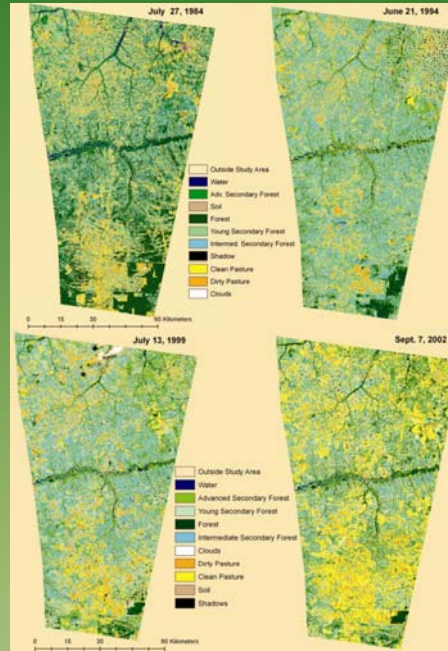 July 27, 1984
June 21, 1994
Outside Study Area
Water
Adv. Secondary Forest
Soil
Forest
Young Secondary Forest
Intermed. Secondary Forest
Shadow
Clean Pasture
Dirty Pasture
Clouds
0 15 30 60 Kilometers
July 13, 1999
Sept. 7, 2002
Outside Study Area
Water
Advanced Secondary Forest
Young Secondary Forest
Forest
Intermediate Secondary Forest
Clouds
Dirty Pasture
Clean Pasture
Soil
Shadows
0 15 30 60 Kilometers